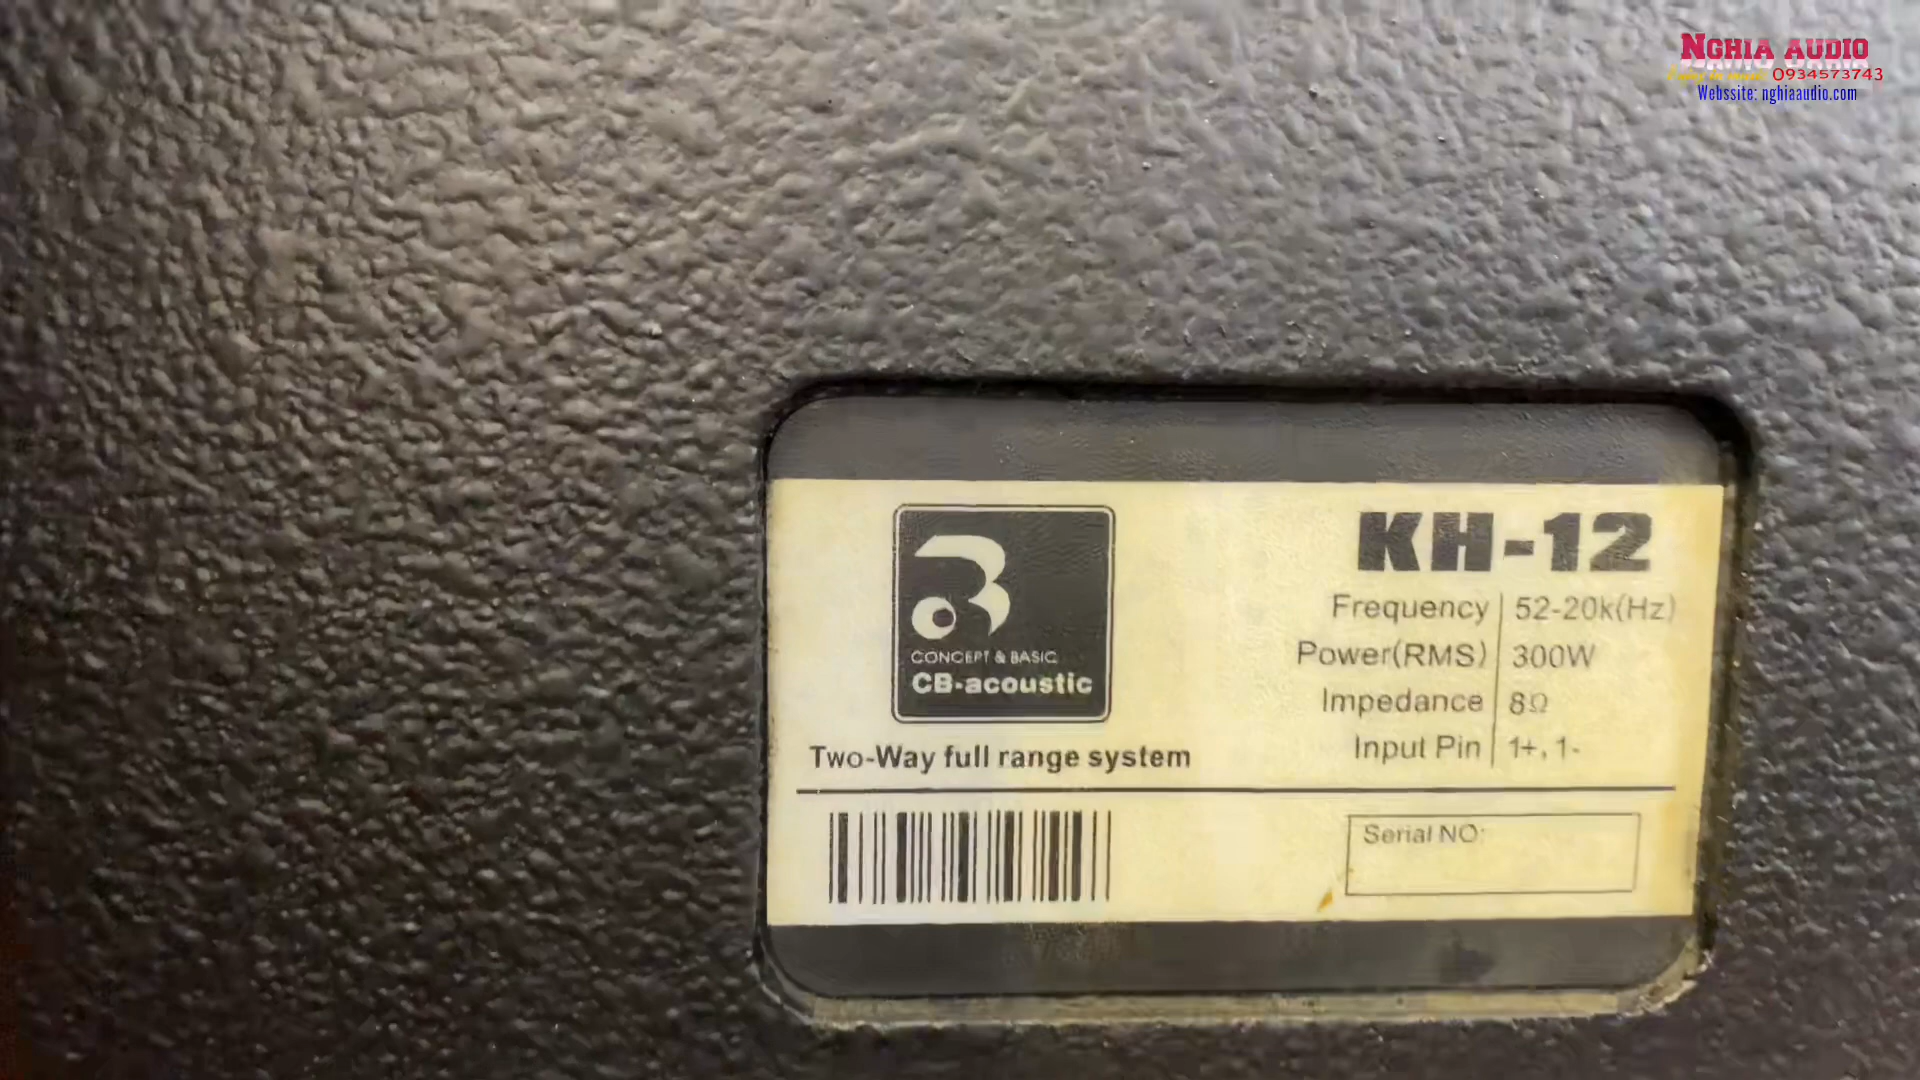 NGHIA AUDIO
0934573743
Webssite: nghiaaudio.com
KH-12
Frequency 52-20k(Hz)
Power(RMS) 300W
Impedance 8Ω
Input Pin 1+, 1-
CONCEPT & BASIC
CB-acoustic
Two-Way full range system
Serial NO: